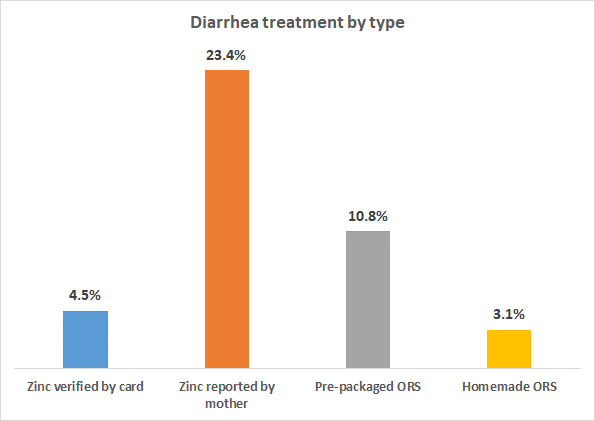 Diarrhea treatment by type
23.4%
10.8%
4.5%
3.1%
Zinc verified by card
Zinc reported by
mother
Pre-packaged ORS
Homemade ORS